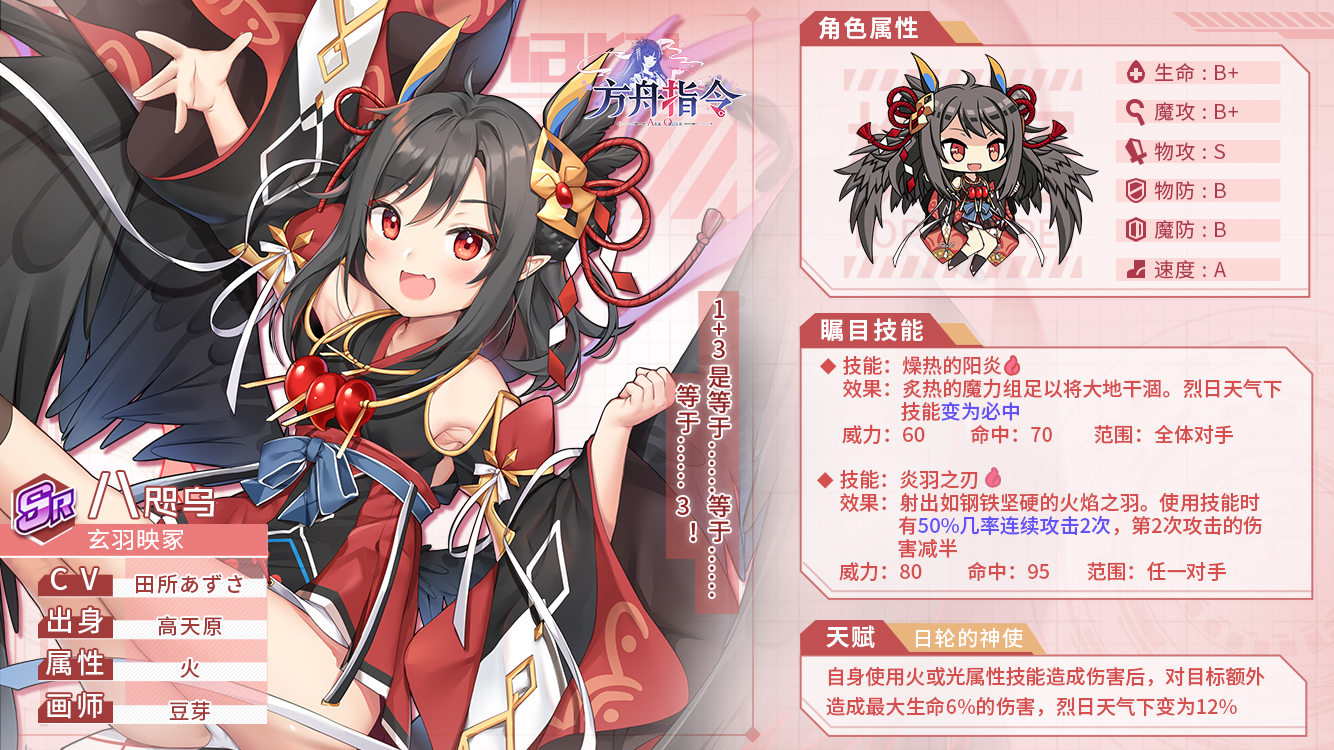 方舟指令
Ark Order
1+3是等于……等于……
等于……3！
SR
八咫乌
玄羽映冢
CV 田所あずさ
出身 高天原
属性 火
画师 豆芽
角色属性
生命：B+
魔攻：B+
物攻：S
物防：B
魔防：B
速度：A
瞩目技能
技能：燥热的阳炎
效果：炙热的魔力组足以将大地干涸。烈日天气下
技能变为必中
威力：60 命中：70 范围：全体对手
技能：炎羽之刃
效果：射出如钢铁坚硬的火焰之羽。使用技能时
有50%几率连续攻击2次，第2次攻击的伤
害减半
威力：80 命中：95 范围：任一对手
天赋 日轮的神使
自身使用火或光属性技能造成伤害后，对目标额外
造成最大生命6%的伤害，烈日天气下变为12%